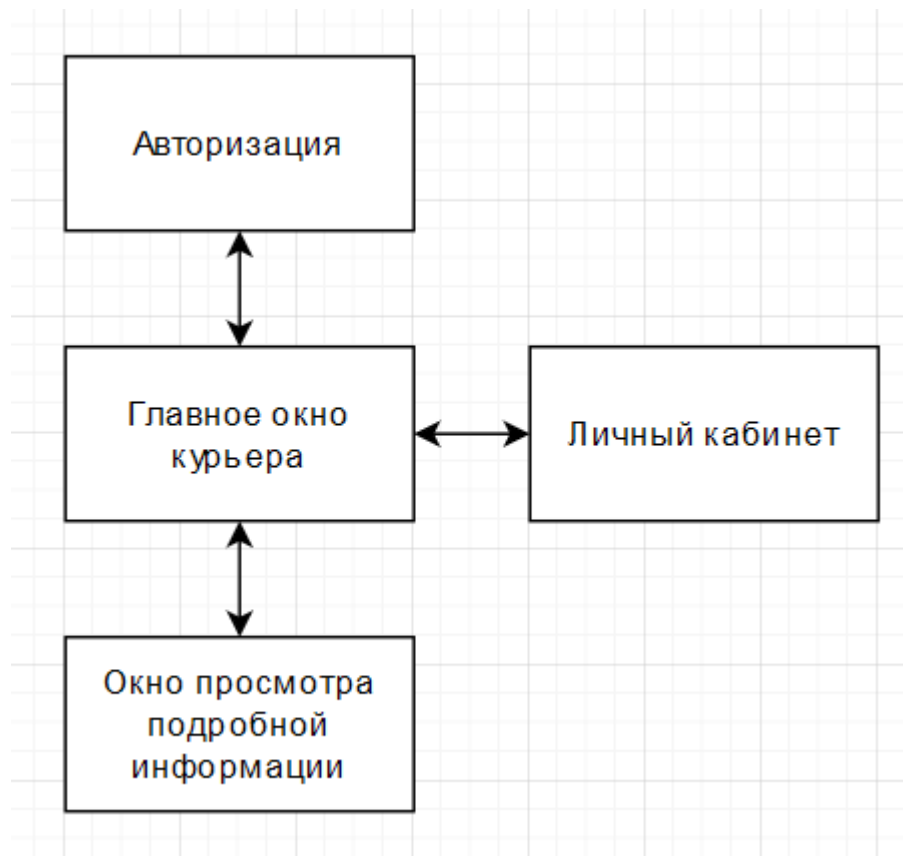 Авторизация
Главное окно
курьера
Личный кабинет
Окно просмотра
подробной
информации